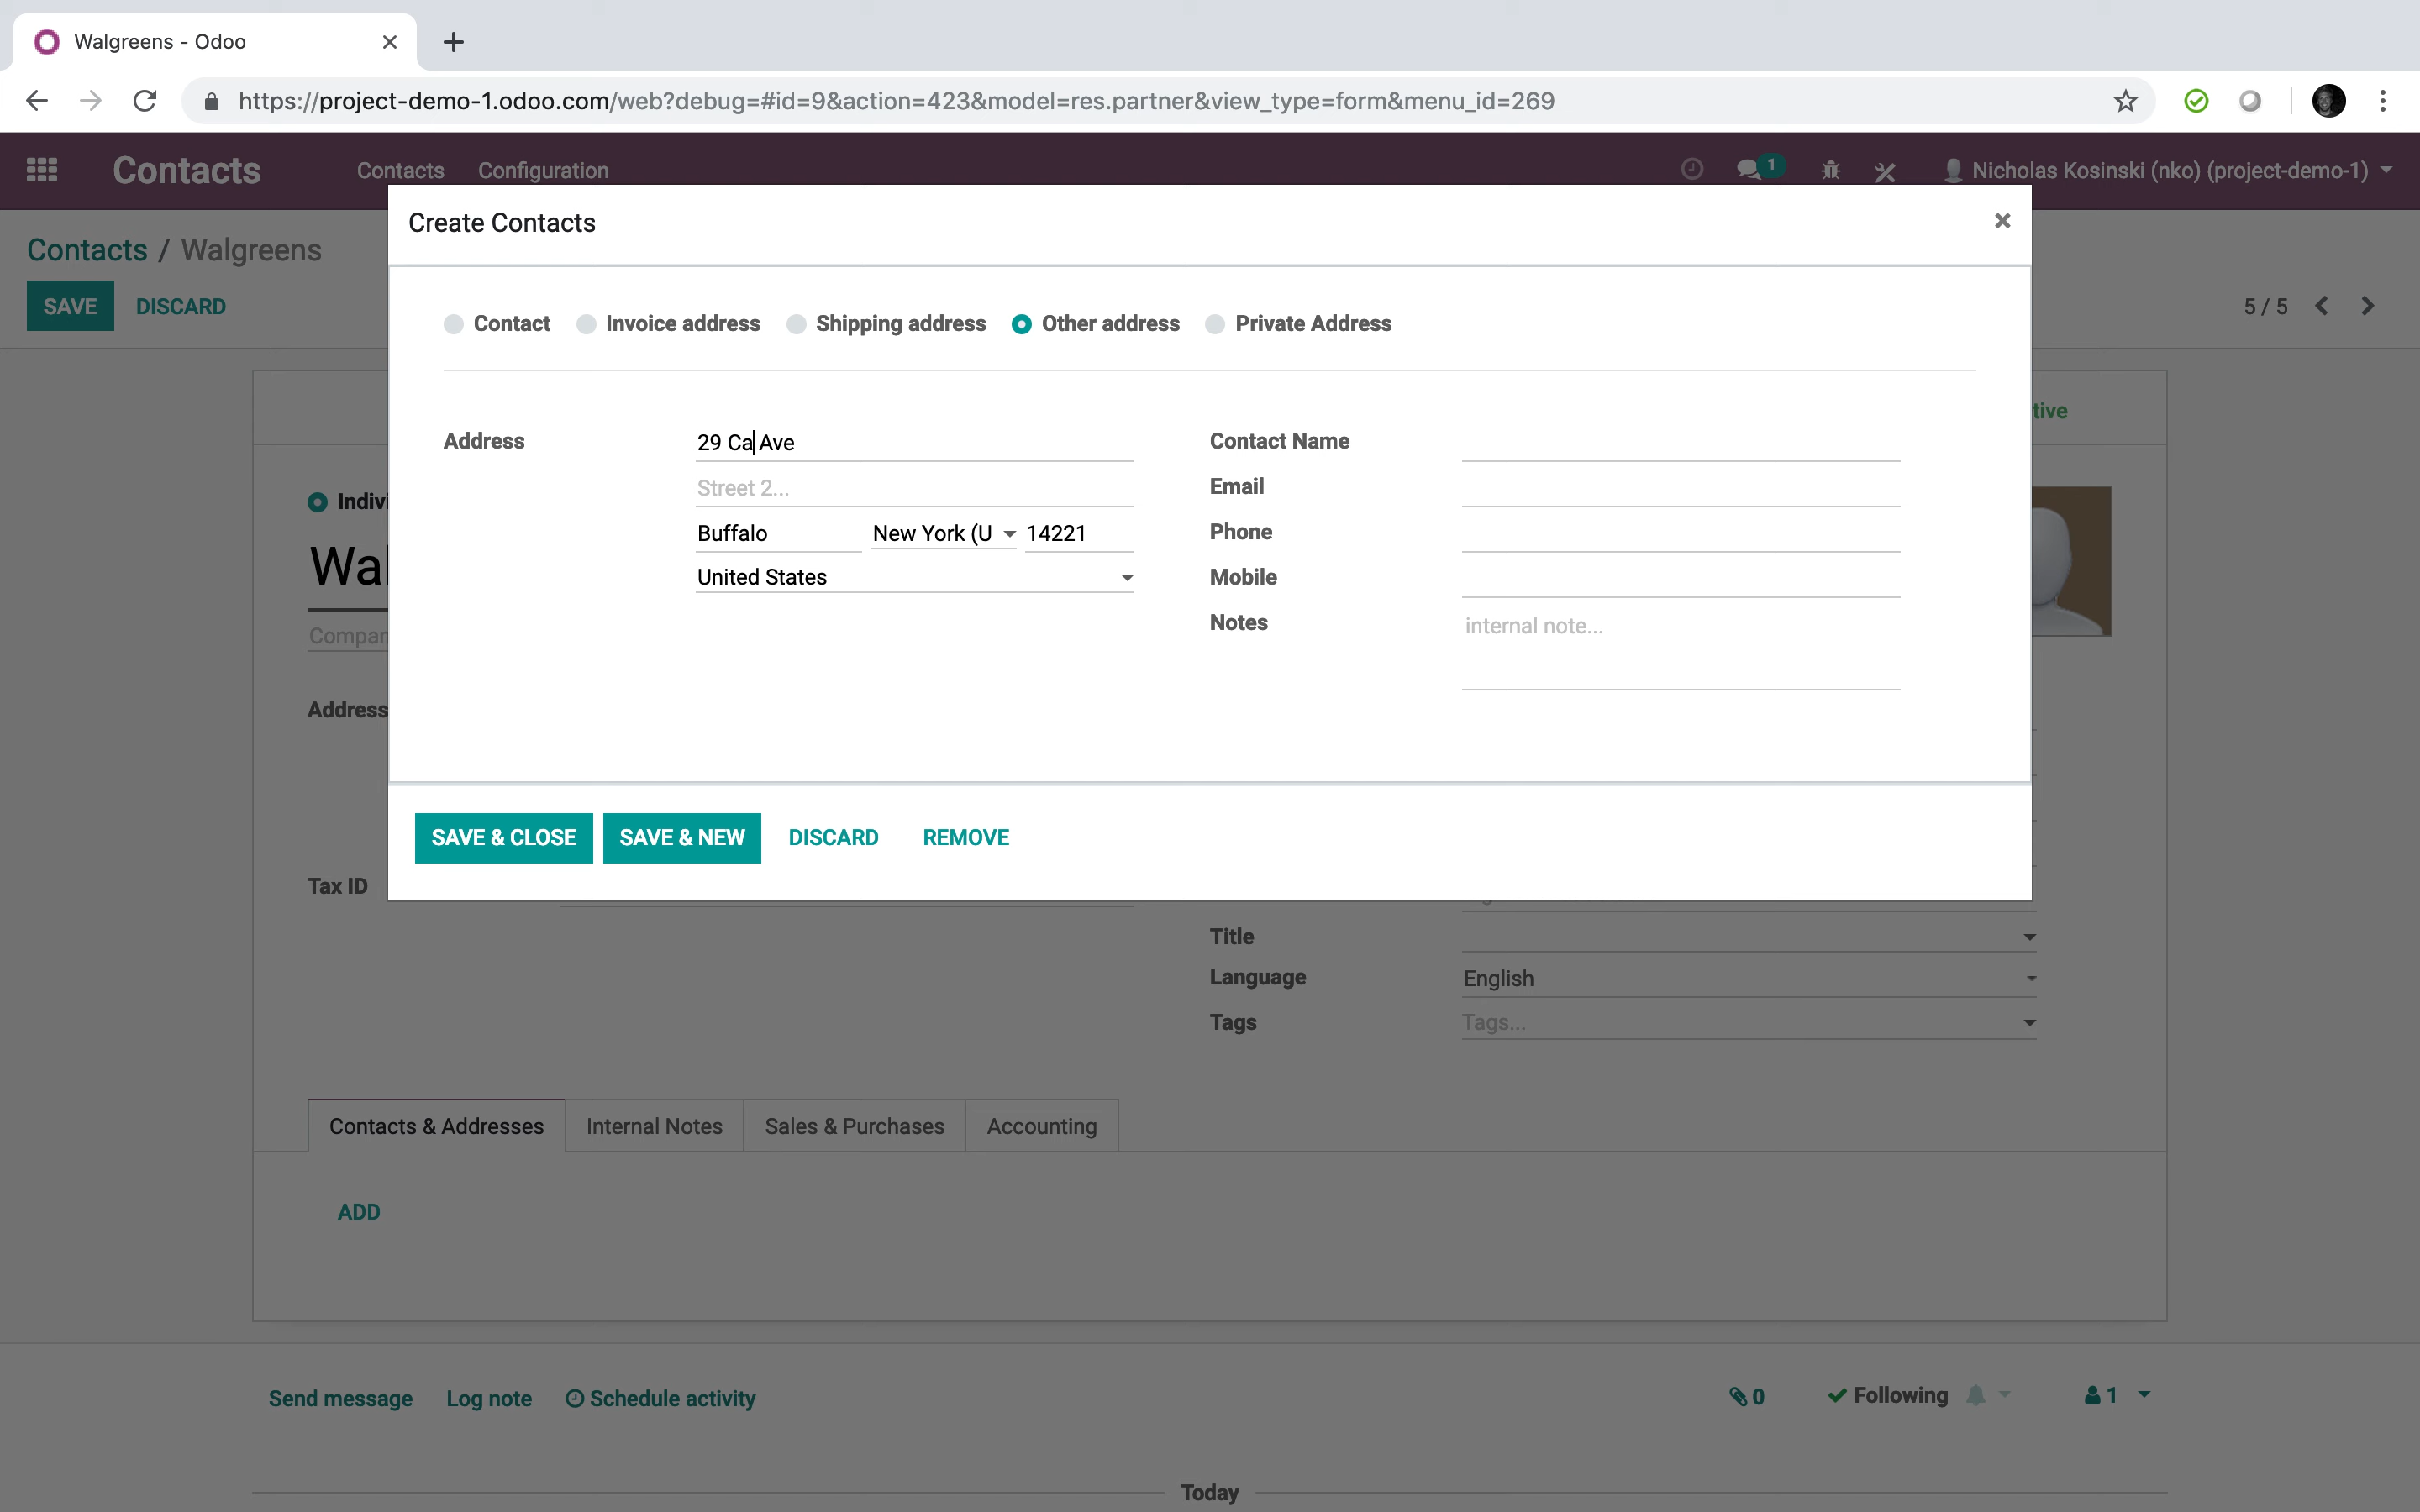 Walgreens - Odoo
https://project-demo-1.odoo.com/web?debug=#id=9&action=423&model=res.partner&view_type=form&menu_id=269
Contacts Contacts Configuration 1 Nicholas Kosinski (nko) (project-demo-1)
Create Contacts
Contacts / Walgreens
SAVE DISCARD 5 / 5
Contact Invoice address Shipping address Other address Private Address
tive
Address 29 Ca Ave Contact Name
Street 2... Email
Indivi
Buffalo New York (U 14221 Phone
Wal
United States Mobile
Notes internal note...
Compan
Address
SAVE & CLOSE SAVE & NEW DISCARD REMOVE
Tax ID
Title
Language English
Tags Tags...
Contacts & Addresses Internal Notes Sales & Purchases Accounting
ADD
Send message Log note Schedule activity 0 Following 1
Today